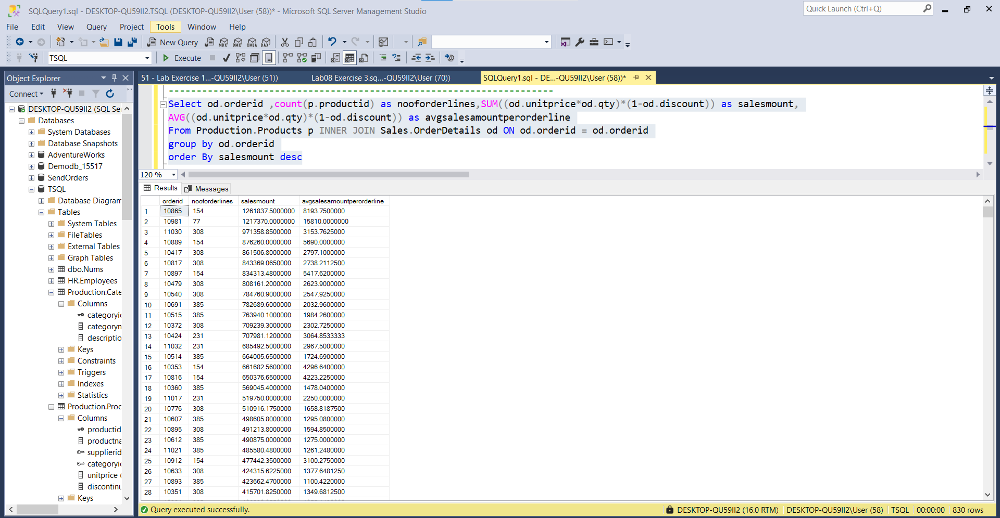 SQLQuery1.sql - DESKTOP-QU59II2.TSQL (DESKTOP-QU59II2\User (58))* - Microsoft SQL Server Management Studio
Quick Launch (Ctrl+Q)
File Edit View Query Project Tools Window Help
New Query MDX DMX XMLA DAX
TSQL Execute
Object Explorer
Connect
DESKTOP-QU59II2 (SQL Ser
Databases
System Databases
Database Snapshots
AdventureWorks
Demodb_15517
SendOrders
TSQL
Database Diagram
Tables
System Tables
FileTables
External Tables
Graph Tables
dbo.Nums
HR.Employees
Production.Cate
Columns
categoryic
categoryn
descriptio
Keys
Constraints
Triggers
Indexes
Statistics
Production.Proc
Columns
productid
productna
supplierid
categoryic
unitprice (
discontinu
Keys
51 - Lab Exercise 1...-QU59II2\User (51)) Lab08 Exercise 3.sq...-QU59II2\User (70)) SQLQuery1.sql - DE...-QU59II2\User (58))*
Select od.orderid ,count(p.productid) as nooforderlines,SUM((od.unitprice*od.qty)*(1-od.discount)) as salesmount,
AVG((od.unitprice*od.qty)*(1-od.discount)) as avgsalesamountperorderline
From Production.Products p INNER JOIN Sales.OrderDetails od ON od.orderid = od.orderid
group by od.orderid
order By salesmount desc
120 %
Results Messages
orderid nooforderlines salesmount avgsalesamountperorderline
1 10865 154 1261837.5000000 8193.7500000
2 10981 77 1217370.0000000 15810.0000000
3 11030 308 971358.8500000 3153.7625000
4 10889 154 876260.0000000 5690.0000000
5 10417 308 861506.8000000 2797.1000000
6 10817 308 843369.0650000 2738.2112500
7 10897 154 834313.4800000 5417.6200000
8 10479 308 808161.2000000 2623.9000000
9 10540 308 784760.9000000 2547.9250000
10 10691 385 782689.6000000 2032.9600000
11 10515 385 763940.1000000 1984.2600000
12 10372 308 709239.3000000 2302.7250000
13 10424 231 707981.1200000 3064.8533333
14 11032 231 685492.5000000 2967.5000000
15 10514 385 664005.6500000 1724.6900000
16 10353 154 661682.5600000 4296.6400000
17 10816 154 650376.6500000 4223.2250000
18 10360 385 569045.4000000 1478.0400000
19 11017 231 519750.0000000 2250.0000000
20 10776 308 510916.1750000 1658.8187500
21 10607 385 498605.8000000 1295.0800000
22 10895 308 491213.8000000 1594.8500000
23 10612 385 490875.0000000 1275.0000000
24 11021 385 485580.4800000 1261.2480000
25 10912 154 477442.3500000 3100.2750000
26 10633 308 424315.6225000 1377.6481250
27 10893 385 423662.4700000 1100.4220000
28 10351 308 415701.8250000 1349.6812500
Query executed successfully. DESKTOP-QU59II2 (16.0 RTM) DESKTOP-QU59II2\User (58) TSQL 00:00:00 830 rows